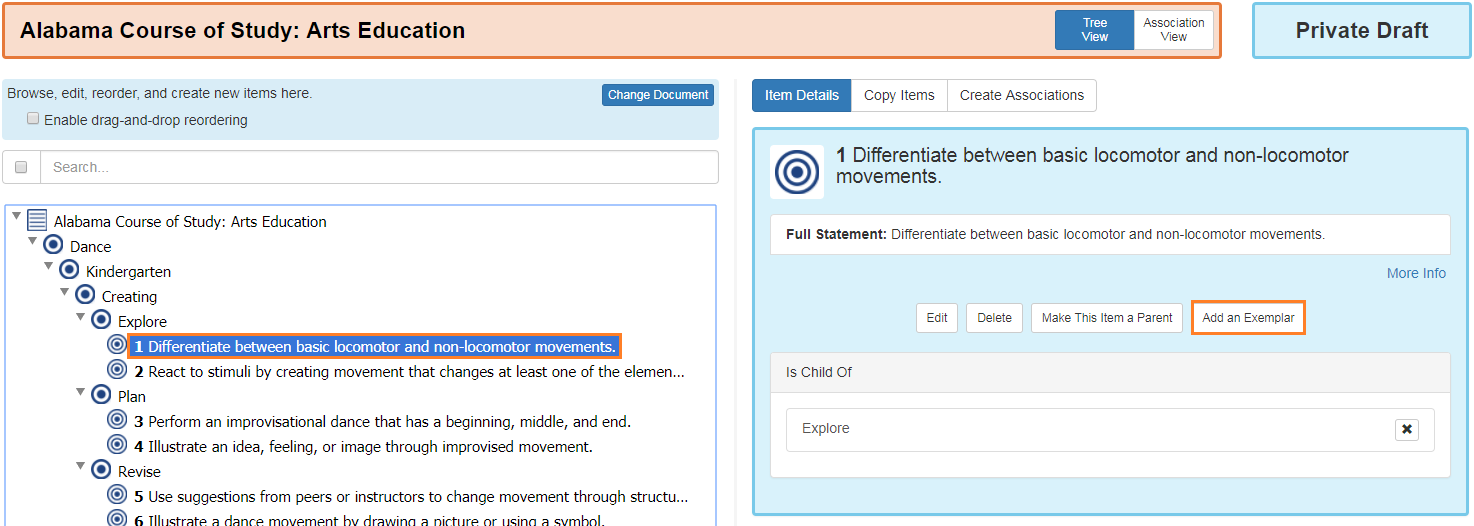 Alabama Course of Study: Arts Education
Tree
View
Association
View
Private Draft
Browse, edit, reorder, and create new items here.
Change Document
Enable drag-and-drop reordering
Search...
Alabama Course of Study: Arts Education
Dance
Kindergarten
Creating
Explore
1 Differentiate between basic locomotor and non-locomotor movements.
2 React to stimuli by creating movement that changes at least one of the elemen...
Plan
3 Perform an improvisational dance that has a beginning, middle, and end.
4 Illustrate an idea, feeling, or image through improvised movement.
Revise
5 Use suggestions from peers or instructors to change movement through structu...
6 Illustrate a dance movement by drawing a picture or using a symbol.
Item Details
Copy Items
Create Associations
1 Differentiate between basic locomotor and non-locomotor
movements.
Full Statement: Differentiate between basic locomotor and non-locomotor movements.
More Info
Edit
Delete
Make This Item a Parent
Add an Exemplar
Is Child Of
Explore